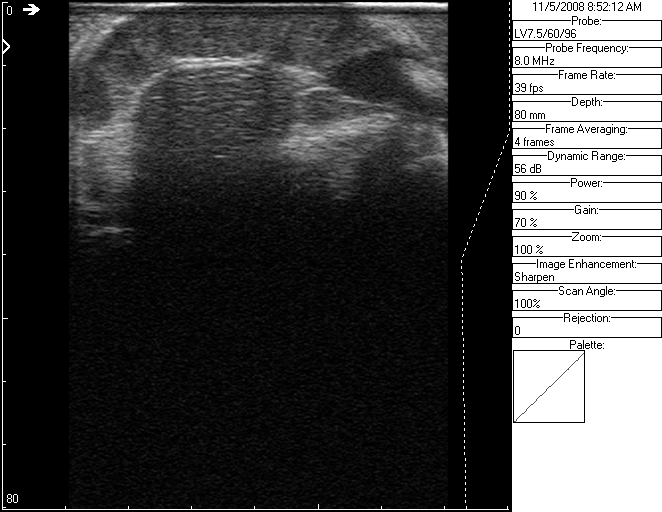 0
80
11/5/2008 8:52:12 AM
Probe:
LV7.5/60/96
Probe Frequency:
8.0 MHz
Frame Rate:
39 fps
Depth:
80 mm
Frame Averaging:
4 frames
Dynamic Range:
56 dB
Power:
90 %
Gain:
70 %
Zoom:
100 %
Image Enhancement:
Sharpen
Scan Angle:
100%
Rejection:
0
Palette: